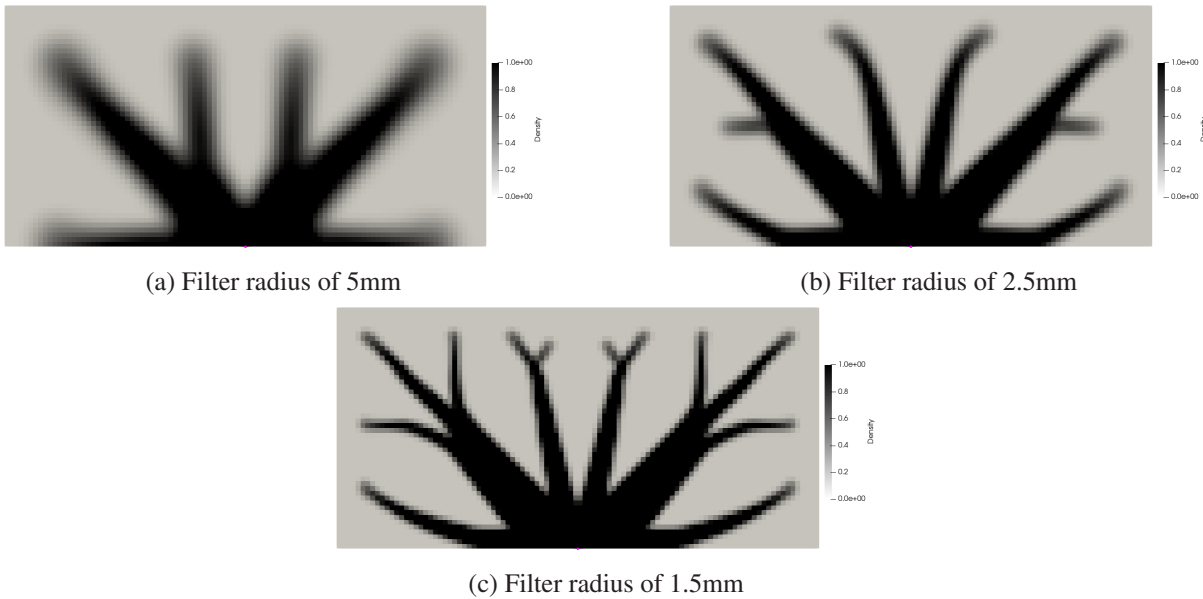 1.0e+00
0.8
0.6
0.4
0.2
0.0e+00
Density
1.0e+00
0.8
0.6
0.4
0.2
0.0e+00
Density
(a) Filter radius of 5mm
(b) Filter radius of 2.5mm
1.0e+00
0.8
0.6
0.4
0.2
0.0e+00
Density
(c) Filter radius of 1.5mm